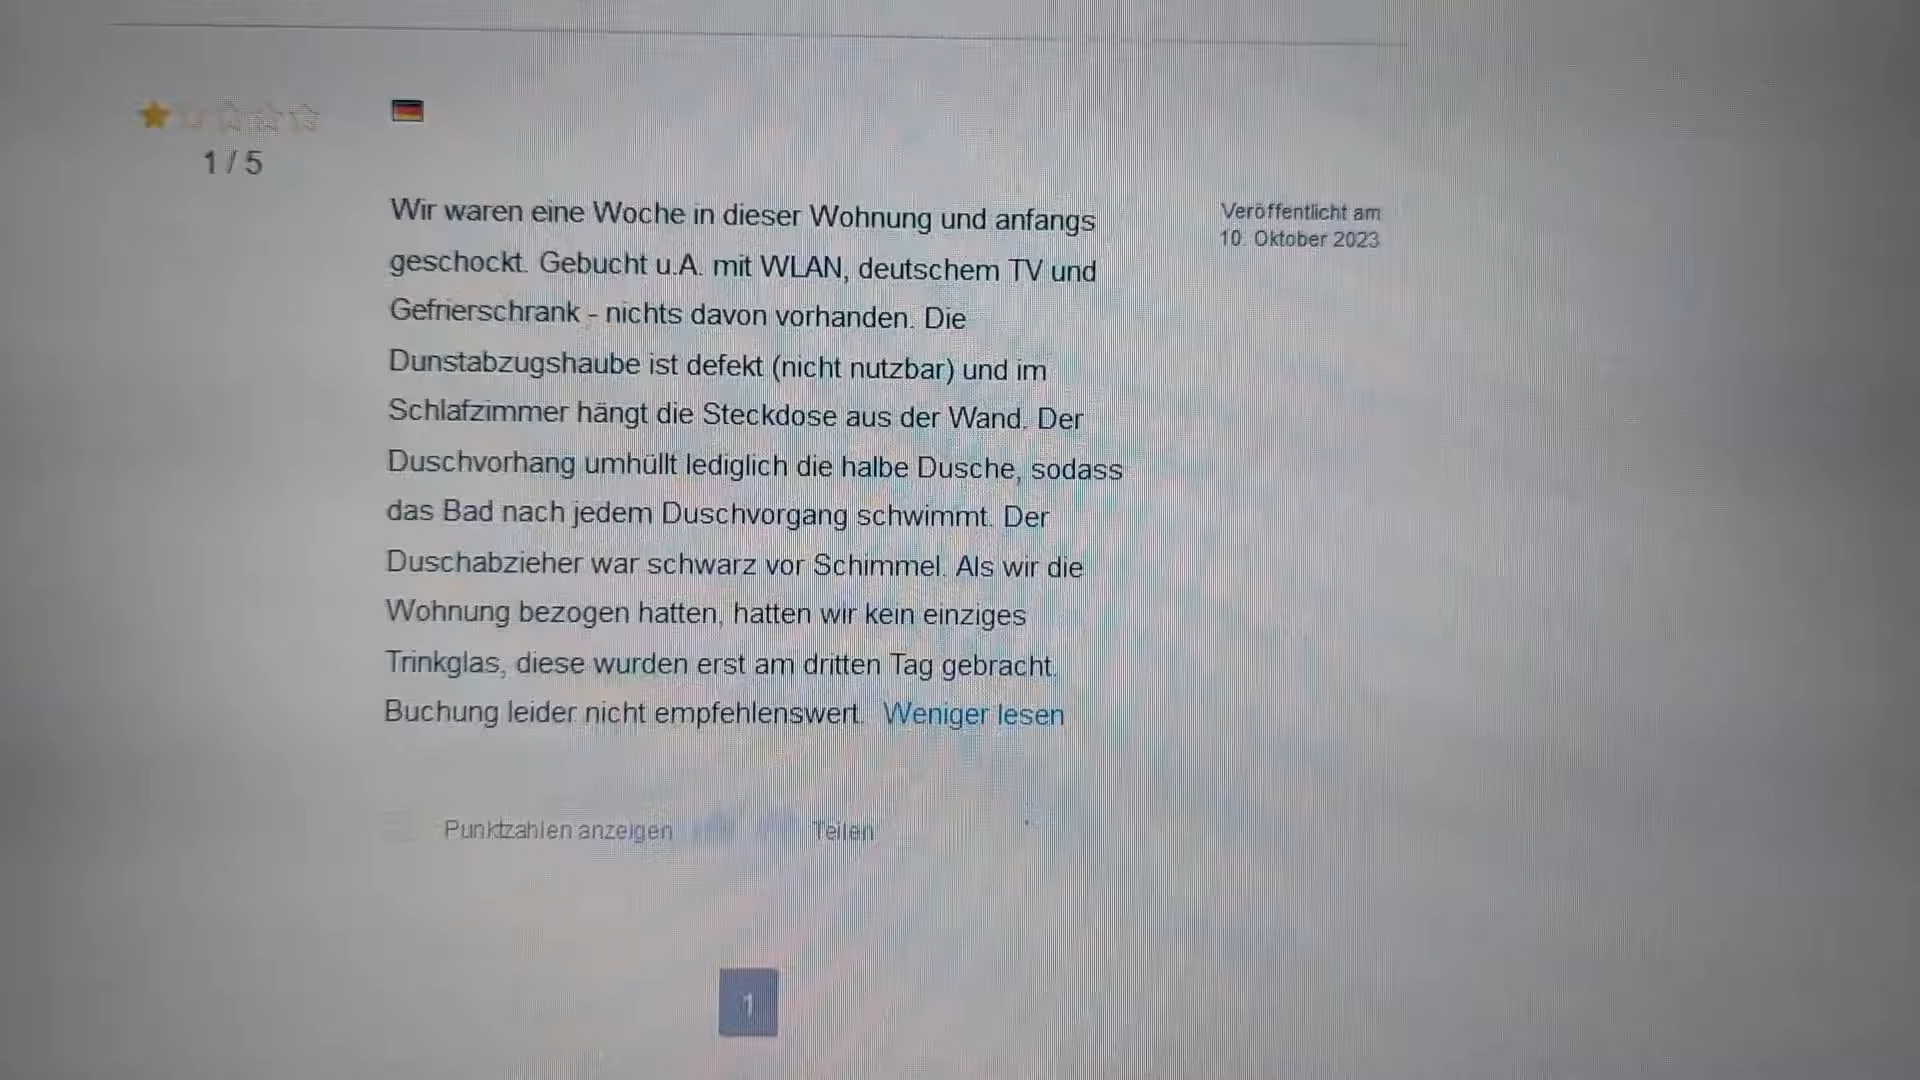 1 / 5
Wir waren eine Woche in dieser Wohnung und anfangs
geschockt. Gebucht u.A. mit WLAN, deutschem TV und
Gefrierschrank - nichts davon vorhanden. Die
Dunstabzugshaube ist defekt (nicht nutzbar) und im
Schlafzimmer hängt die Steckdose aus der Wand. Der
Duschvorhang umhüllt lediglich die halbe Dusche, sodass
das Bad nach jedem Duschvorgang schwimmt. Der
Duschabzieher war schwarz vor Schimmel. Als wir die
Wohnung bezogen hatten, hatten wir kein einziges
Trinkglas, diese wurden erst am dritten Tag gebracht.
Buchung leider nicht empfehlenswert. Weniger lesen
Veröffentlicht am
10. Oktober 2023
Punktzahlen anzeigen
Teilen
1